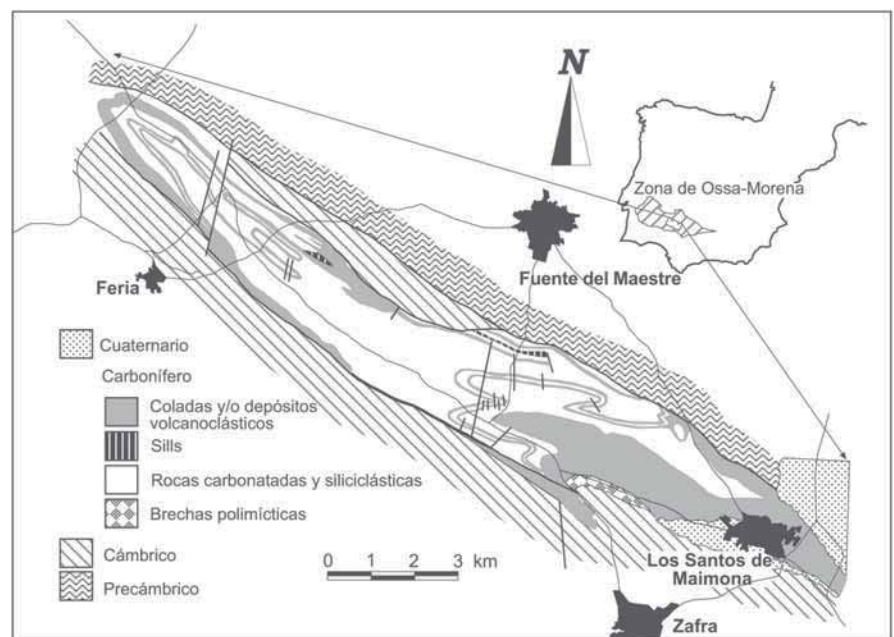 N
Zona de Ossa-Morena
Fuente del Maestre
Feria
Cuaternario
Carbonífero
Coladas y/o depósitos
volcanoclásticos
Sills
Rocas carbonatadas y siliciclásticas
Brechas polimícticas
Cámbrico
Precámbrico
0 1 2 3 km
Los Santos de
Maimona
Zafra